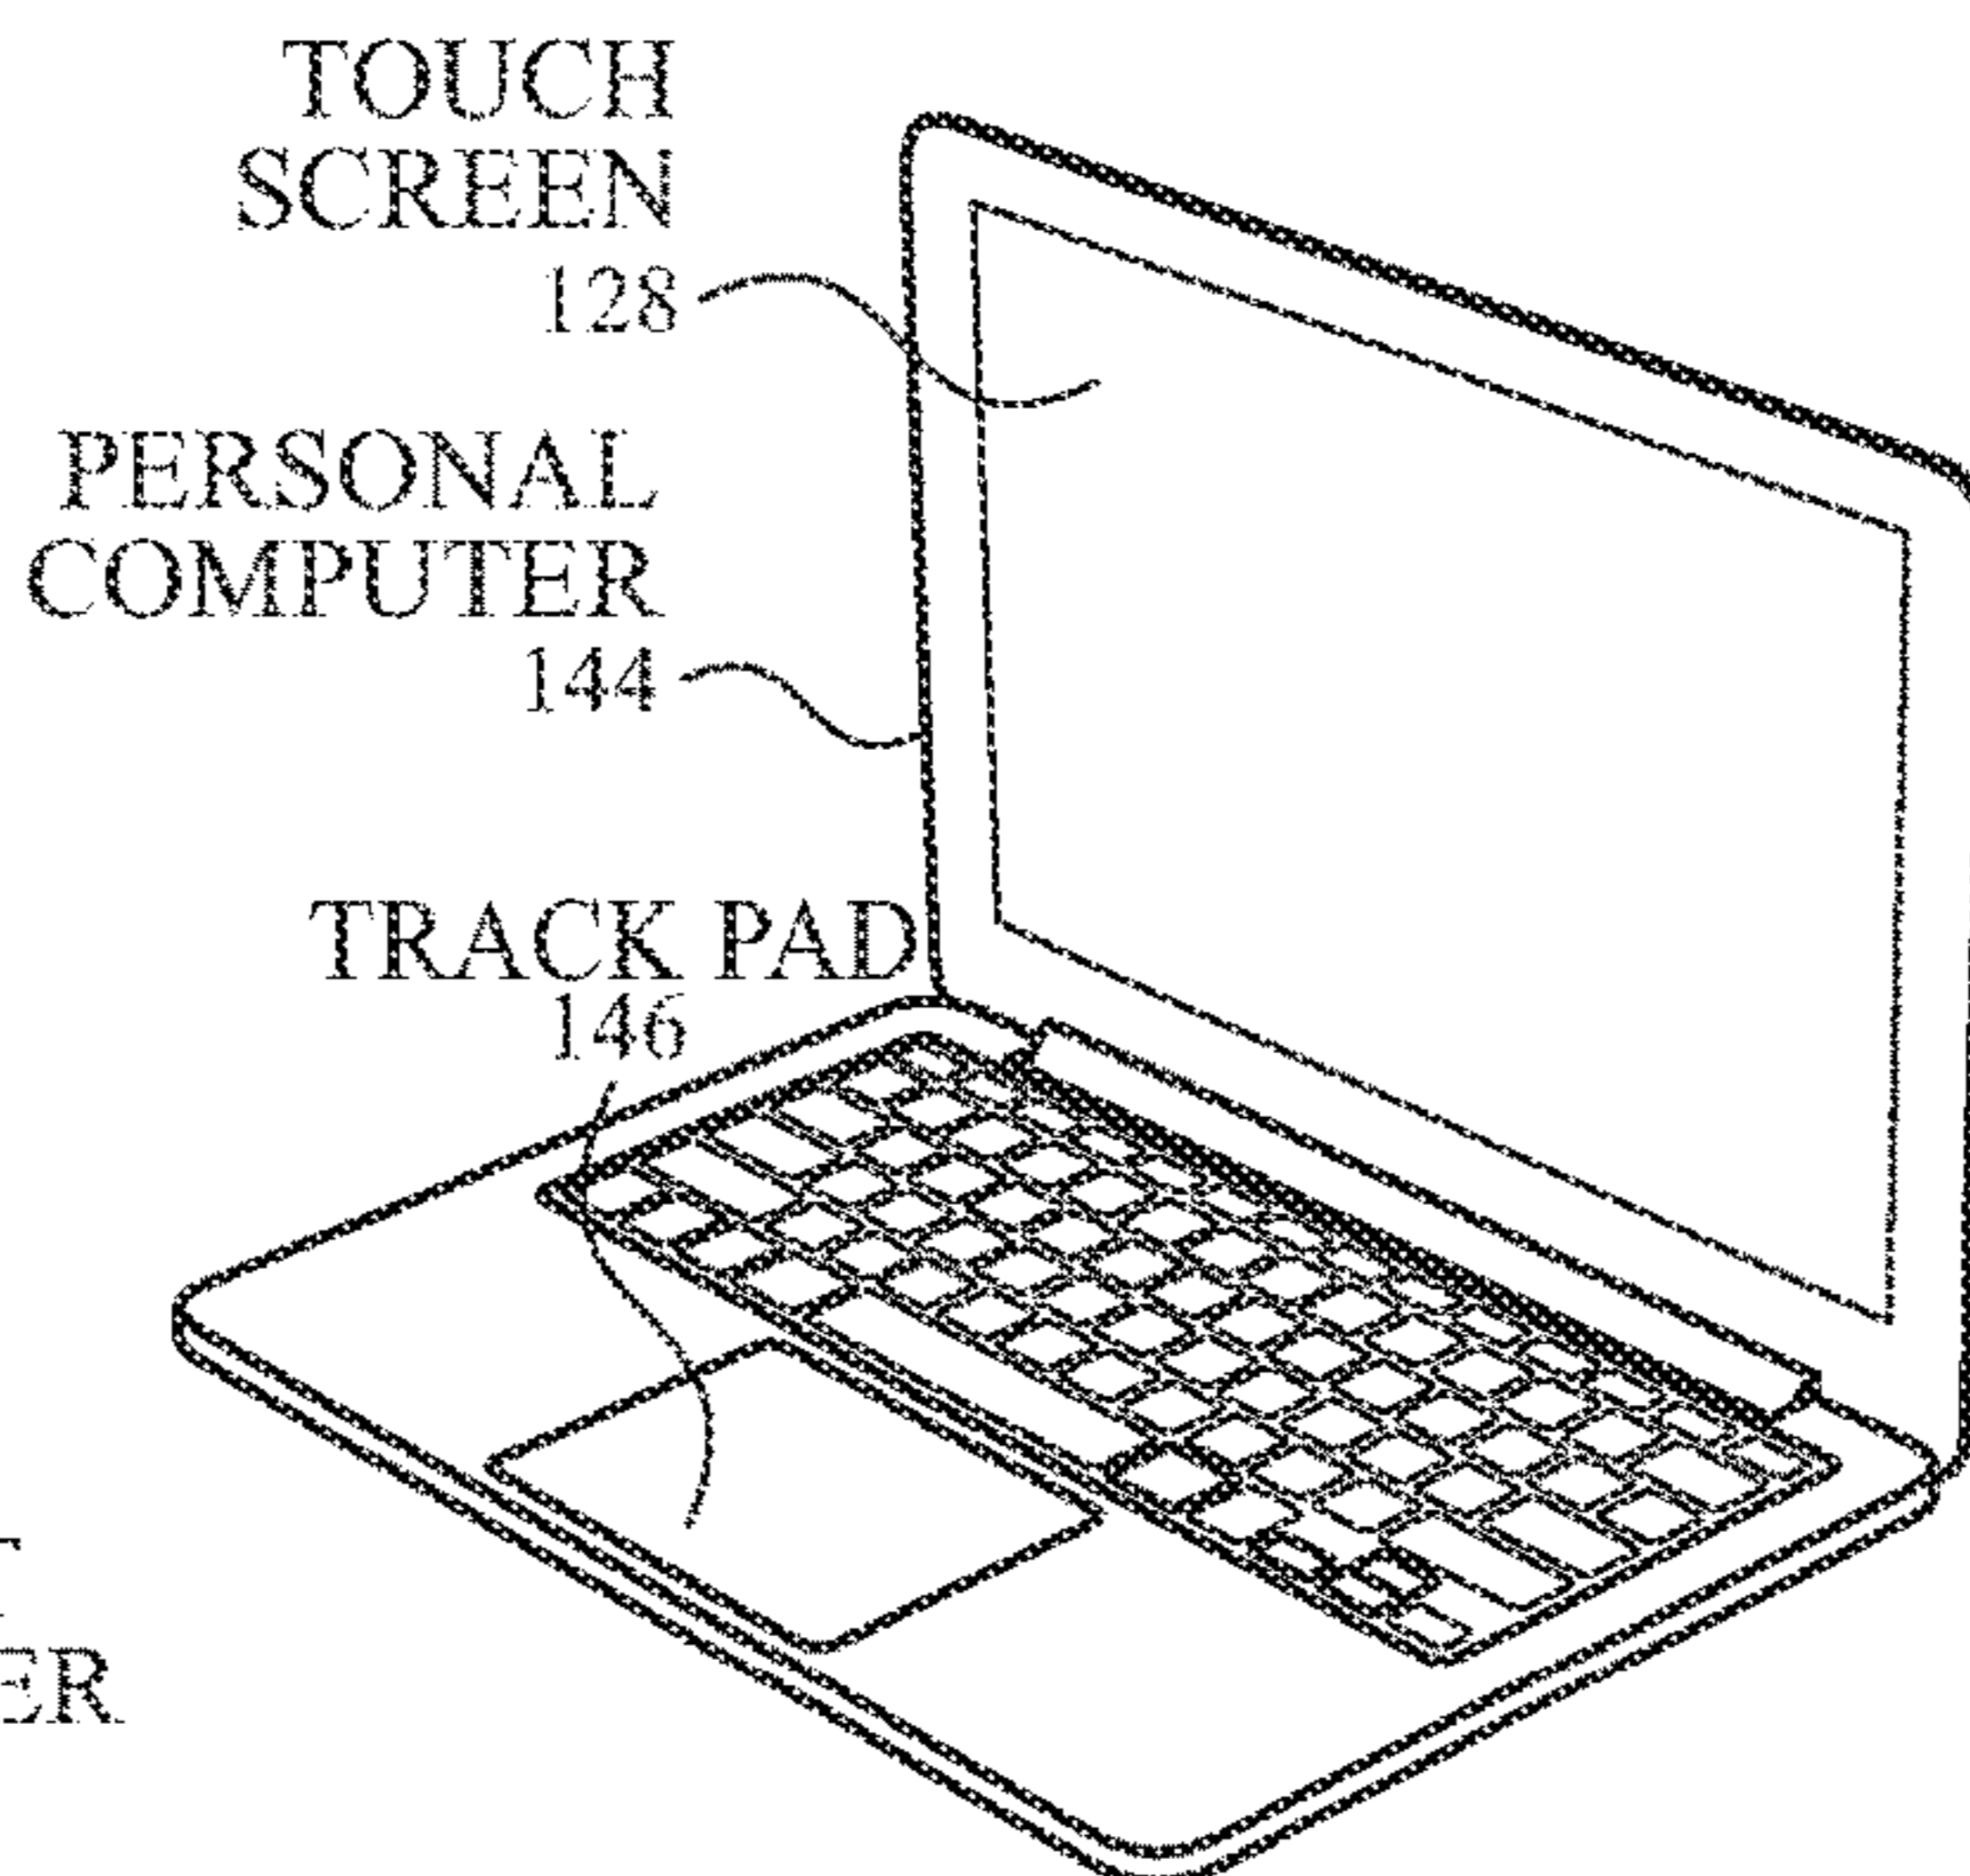 TOUCH
SCREEN
128
PERSONAL
COMPUTER
144
TRACK PAD
146